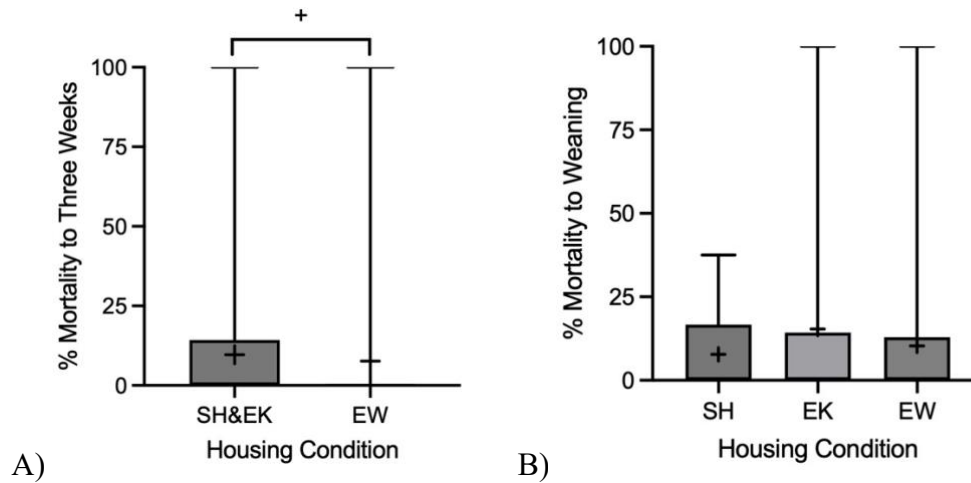 +
% Mortality to Three Weeks
100
75
50
25
0
SH&EK EW
Housing Condition
A)
% Mortality to Weaning
100
75
50
25
0
SH EK EW
Housing Condition
B)